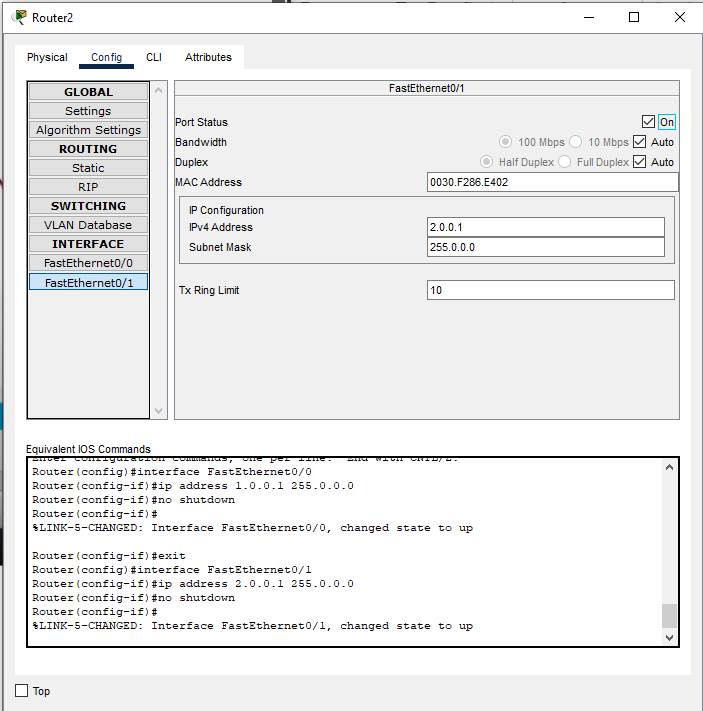 Router2
Physical Config CLI Attributes
GLOBAL
Settings
Algorithm Settings
ROUTING
Static
RIP
SWITCHING
VLAN Database
INTERFACE
FastEthernet0/0
FastEthernet0/1
FastEthernet0/1
Port Status On
Bandwidth 100 Mbps 10 Mbps Auto
Duplex Half Duplex Full Duplex Auto
MAC Address 0030.F286.E402
IP Configuration
IPv4 Address 2.0.0.1
Subnet Mask 255.0.0.0
Tx Ring Limit 10
Equivalent IOS Commands
Enter configuration commands, one per line. End with CNTL/Z.
Router(config)#interface FastEthernet0/0
Router(config-if)#ip address 1.0.0.1 255.0.0.0
Router(config-if)#no shutdown
Router(config-if)#
%LINK-5-CHANGED: Interface FastEthernet0/0, changed state to up
Router(config-if)#exit
Router(config)#interface FastEthernet0/1
Router(config-if)#ip address 2.0.0.1 255.0.0.0
Router(config-if)#no shutdown
Router(config-if)#
%LINK-5-CHANGED: Interface FastEthernet0/1, changed state to up
Top